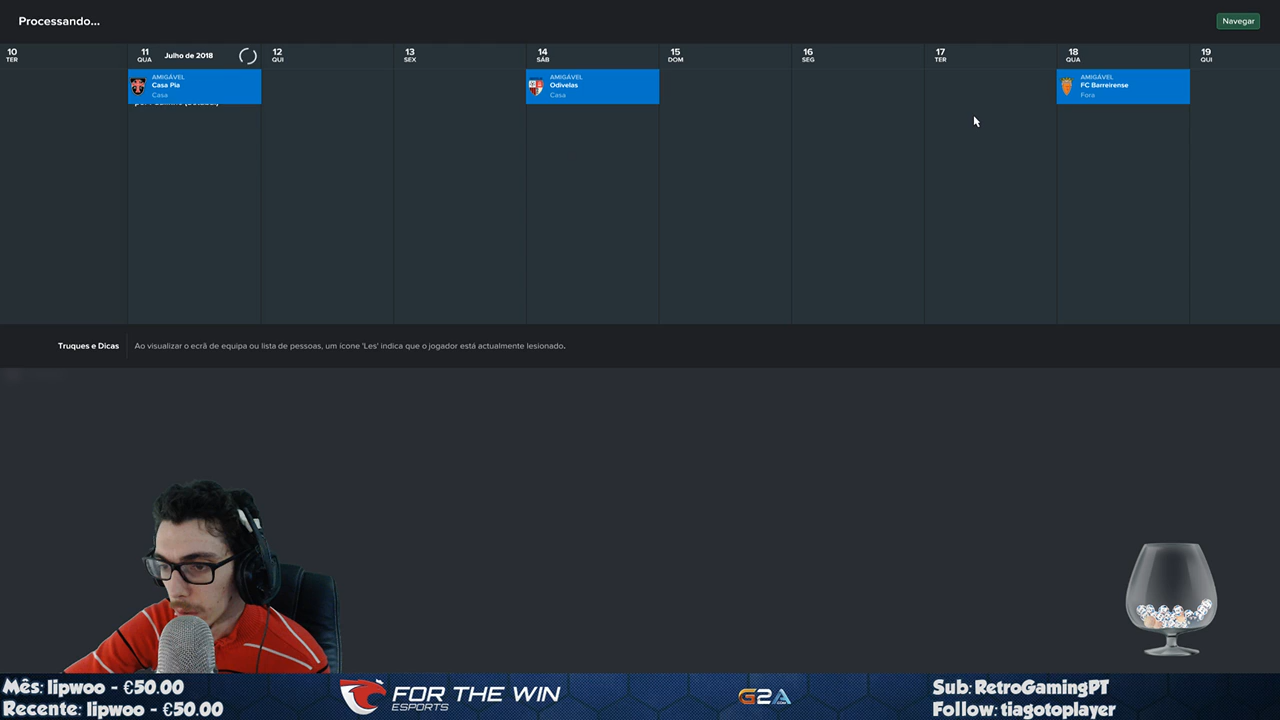 Processando...
Navegar
10
TER
11
QUA
Julho de 2018
12
QUI
13
SEX
14
SÁB
15
DOM
16
SEG
17
TER
18
QUA
19
QUI
AMIGÁVEL
Casa Pia
Casa
AMIGÁVEL
Odivelas
Casa
AMIGÁVEL
FC Barreirense
Fora
Truques e Dicas
Ao visualizar o ecrã de equipa ou lista de pessoas, um ícone 'Les' indica que o jogador está actualmente lesionado.
Mês: lipwoo - €50.00
Recente: lipwoo - €50.00
FOR THE WIN
ESPORTS
G2A
.COM
Sub: RetroGamingPT
Follow: tiagotoplayer